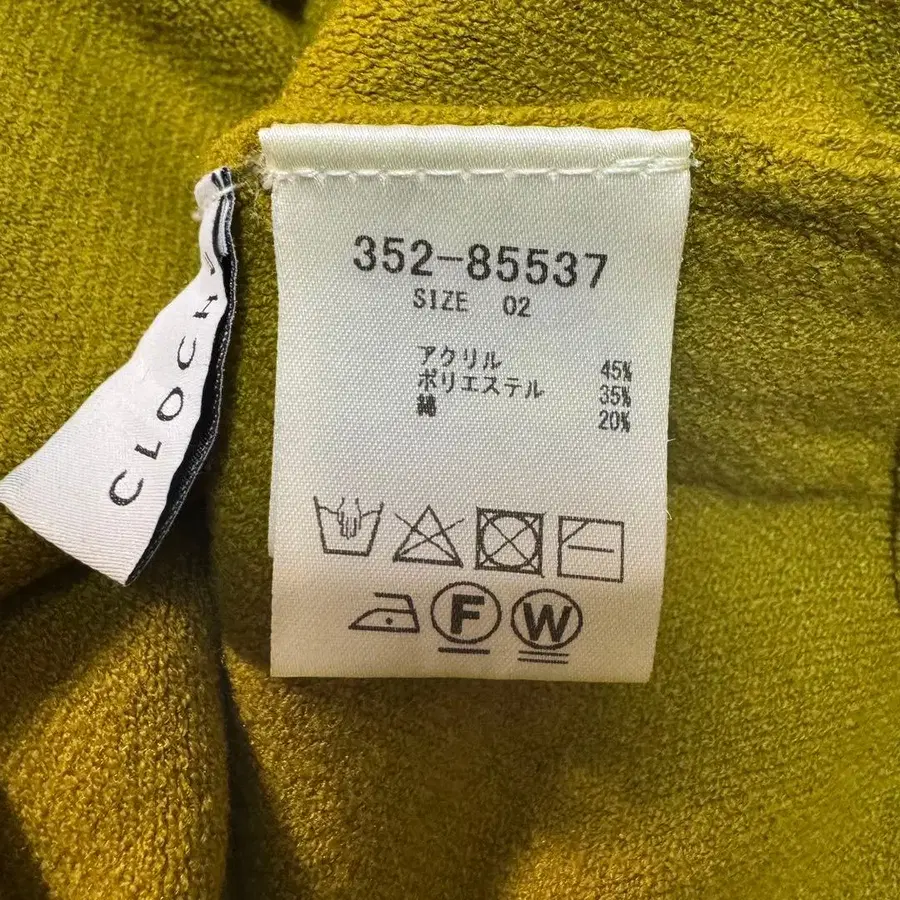 352-85537
SIZE 02
アクリル 45%
ポリエステル 35%
綿 20%
F
W
CLOCH